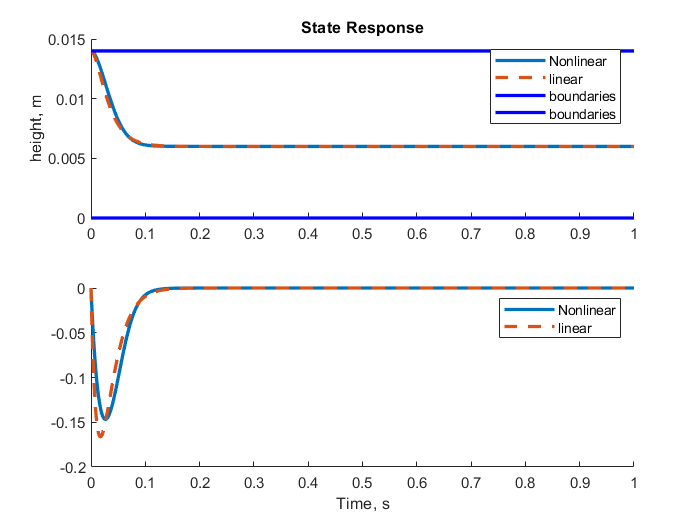 State Response
0.015
0.01
0.005
0
height, m
Nonlinear
linear
boundaries
boundaries
0 0.1 0.2 0.3 0.4 0.5 0.6 0.7 0.8 0.9 1
0
-0.05
-0.1
-0.15
-0.2
Nonlinear
linear
0 0.1 0.2 0.3 0.4 0.5 0.6 0.7 0.8 0.9 1
Time, s